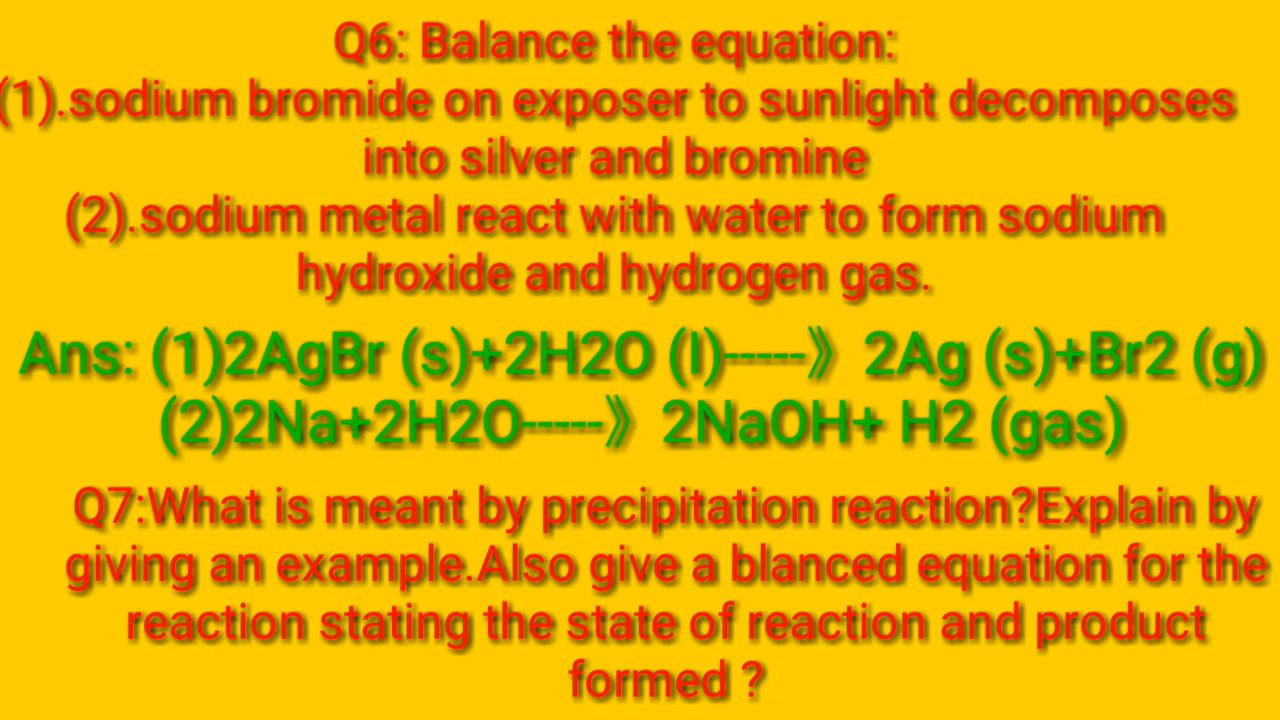 Q6: Balance the equation:
(1).sodium bromide on exposer to sunlight decomposes
into silver and bromine
(2).sodium metal react with water to form sodium
hydroxide and hydrogen gas.
Ans: (1)2AgBr (s)+2H2O (l)-----》 2Ag (s)+Br2 (g)
(2)2Na+2H2O-----》 2NaOH+ H2 (gas)
Q7:What is meant by precipitation reaction?Explain by
giving an example.Also give a blanced equation for the
reaction stating the state of reaction and product
formed ?